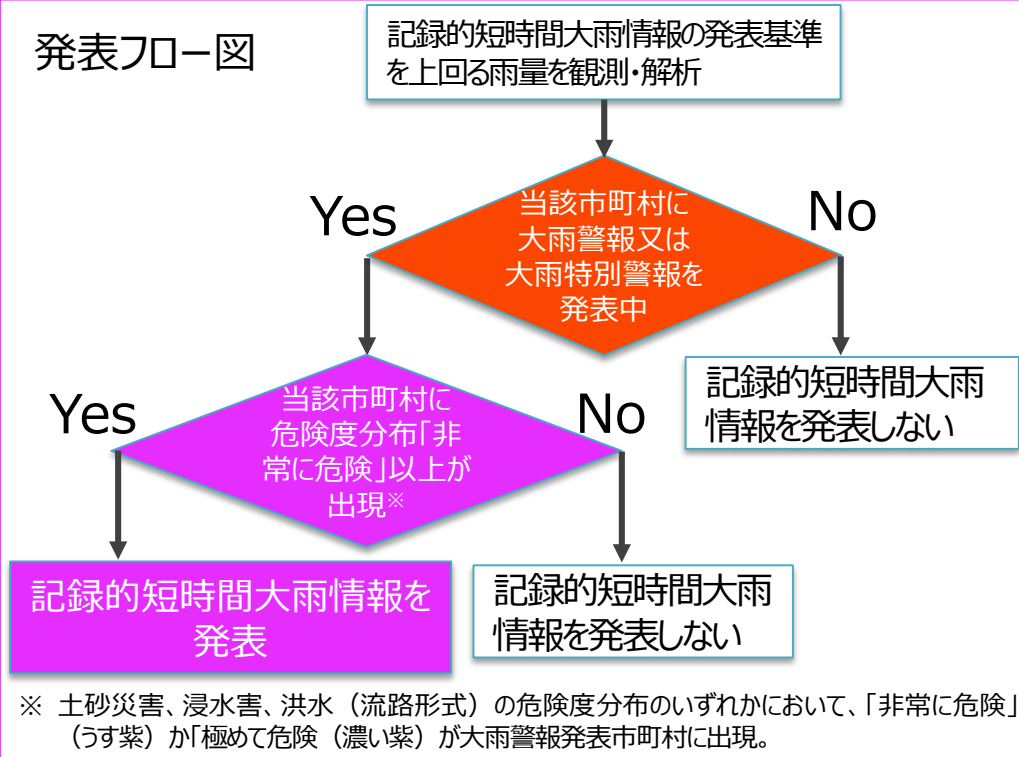 発表フロー図
記録的短時間大雨情報の発表基準
を上回る雨量を観測・解析
Yes
当該市町村に
大雨警報又は
大雨特別警報を
発表中
No
Yes
当該市町村に
危険度分布「非
常に危険」以上が
出現※
No
記録的短時間大雨
情報を発表しない
記録的短時間大雨情報を
発表
記録的短時間大雨
情報を発表しない
※ 土砂災害、浸水害、洪水（流路形式）の危険度分布のいずれかにおいて、「非常に危険」
（うす紫）か「極めて危険（濃い紫）が大雨警報発表市町村に出現。